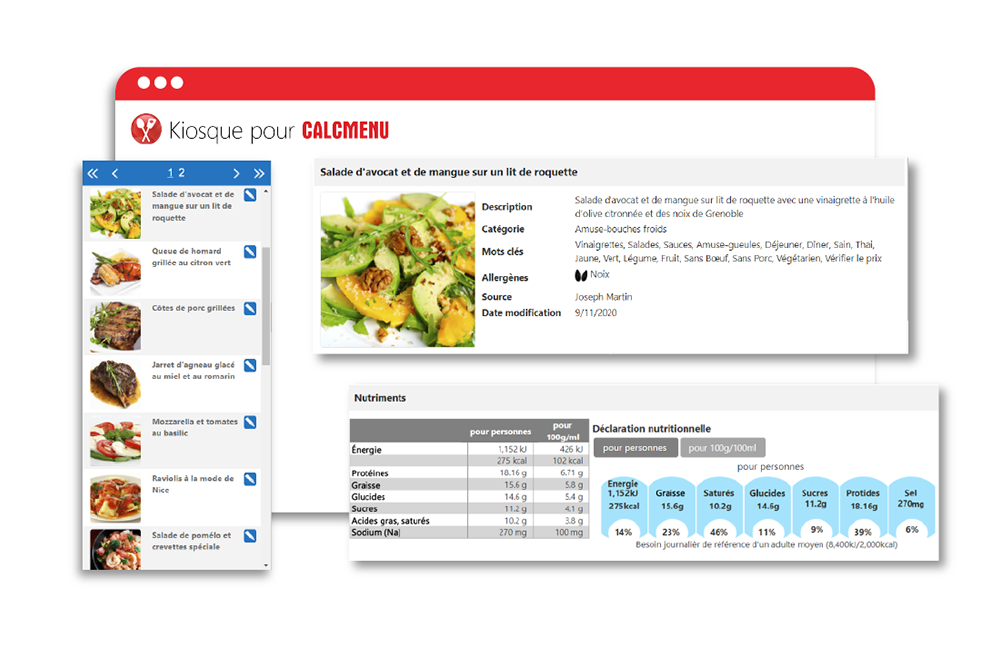 Kiosque pour CALCMENU
1 2
Salade d'avocat et de
mangue sur un lit de
roquette
Queue de homard
grillée au citron vert
Côtes de porc grillées
Jarret d'agneau glacé
au miel et au romarin
Mozzarella et tomates
au basilic
Raviolis à la mode de
Nice
Salade de pomélo et
crevettes spéciale
Salade d'avocat et de mangue sur un lit de roquette
Description Salade d'avocat et de mangue sur lit de roquette avec une vinaigrette à l'huile
d'olive citronnée et des noix de Grenoble
Catégorie Amuse-bouches froids
Mots clés Vinaigrettes, Salades, Sauces, Amuse-gueules, Déjeuner, Dîner, Sain, Thai,
Jaune, Vert, Légume, Fruit, Sans Bœuf, Sans Porc, Végétarien, Vérifier le prix
Allergènes Noix
Source Joseph Martin
Date modification 9/11/2020
Nutriments
pour personnes pour 100g/ml
Énergie 1,152 kJ 426 kJ
275 kcal 102 kcal
Protéines 18.16 g 6.71 g
Graisse 15.6 g 5.8 g
Glucides 14.6 g 5.4 g
Sucres 11.2 g 4.1 g
Acides gras, saturés 10.2 g 3.8 g
Sodium (Na) 270 mg 100 mg
Déclaration nutritionnelle
pour personnes pour 100g/100ml
pour personnes
Energie 1,152kJ 275kcal 14%
Graisse 15.6g 23%
Saturés 10.2g 46%
Glucides 14.6g 11%
Sucres 11.2g 9%
Protides 18.16g 39%
Sel 270mg 6%
Besoin journalièr de référence d'un adulte moyen (8,400kJ/2,000kcal)